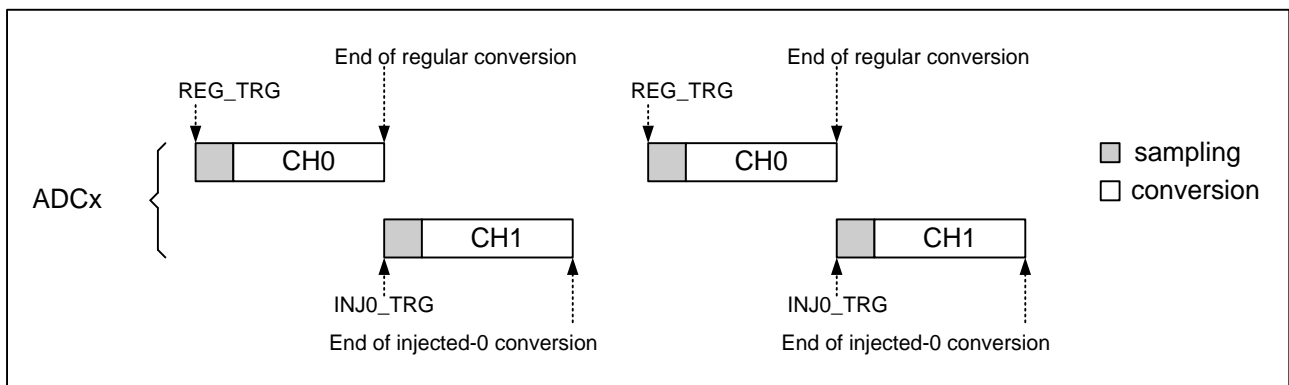 End of regular conversion
End of regular conversion
REG_TRG
REG_TRG
CH0
CH0
sampling
conversion
ADCx
CH1
CH1
INJ0_TRG
INJ0_TRG
End of injected-0 conversion
End of injected-0 conversion